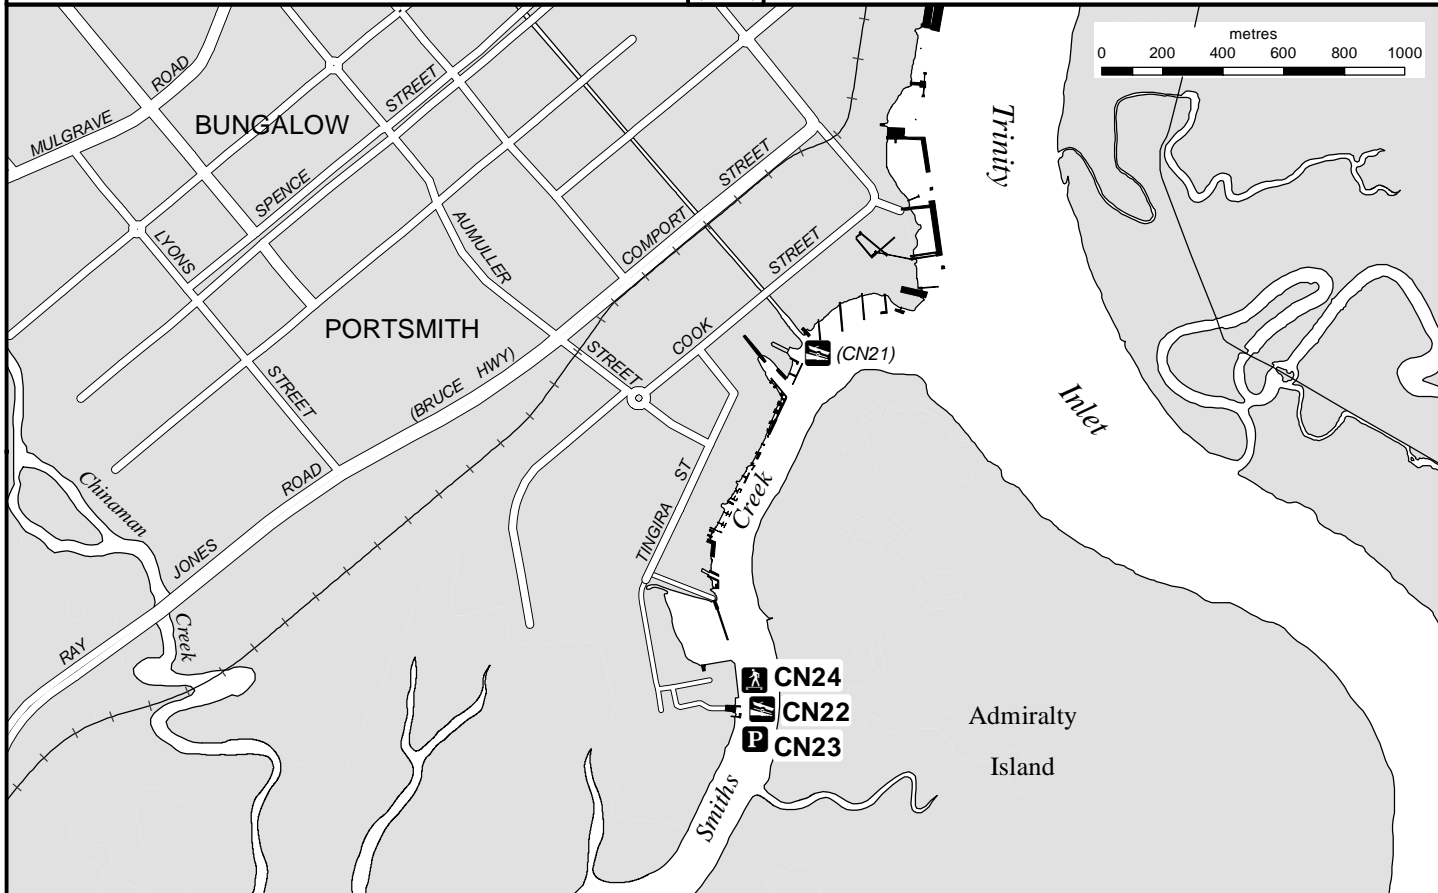 metres
0 200 400 600 800 1000
MULGRAVE ROAD
BUNGALOW
SPENCE STREET
Trinity
Inlet
LYONS
STREET
AUMULLER
STREET
COMPORT STREET
COOK STREET
PORTSMITH
(CN21)
(BRUCE HWY)
RAY JONES ROAD
Chinaman
Creek
TINGIRA ST
Smiths Creek
CN24
CN22
P CN23
Admiralty
Island